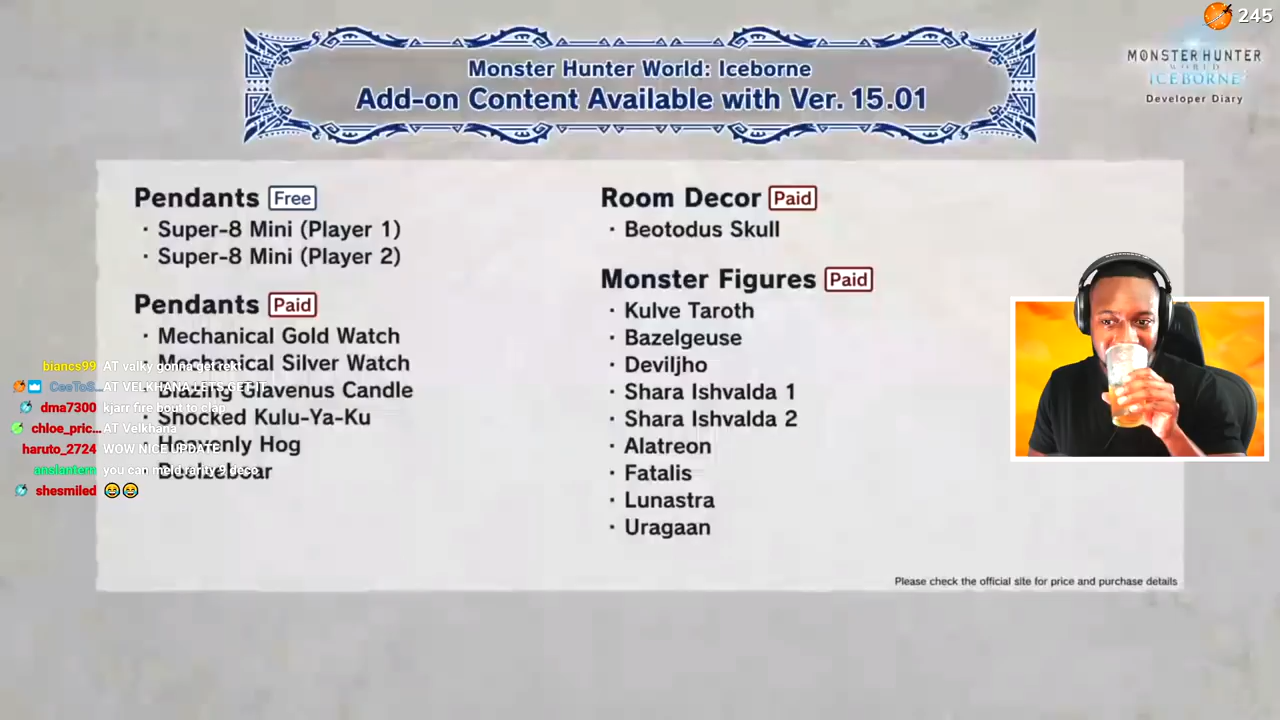 245
MONSTER HUNTER
WORLD
ICEBORNE
Developer Diary
Monster Hunter World: Iceborne
Add-on Content Available with Ver. 15.01
Pendants Free
· Super-8 Mini (Player 1)
· Super-8 Mini (Player 2)
Pendants Paid
· Mechanical Gold Watch
· Mechanical Silver Watch
· Blazing Glavenus Candle
· Shocked Kulu-Ya-Ku
· Heavenly Hog
· Beelzeboar
Room Decor Paid
· Beotodus Skull
Monster Figures Paid
· Kulve Taroth
· Bazelgeuse
· Deviljho
· Shara Ishvalda 1
· Shara Ishvalda 2
· Alatreon
· Fatalis
· Lunastra
· Uragaan
Please check the official site for price and purchase details
biancs99 AT valky gonna get rekt
CeeToS... AT VELKHANA LETS GET IT
dma7300 kjarr fire bout to clap
chloe_pric... AT Velkhana
haruto_2724 WOW NICE UPDATE
anslantern you can meld rarity 9 deco
shesmiled 😂😂